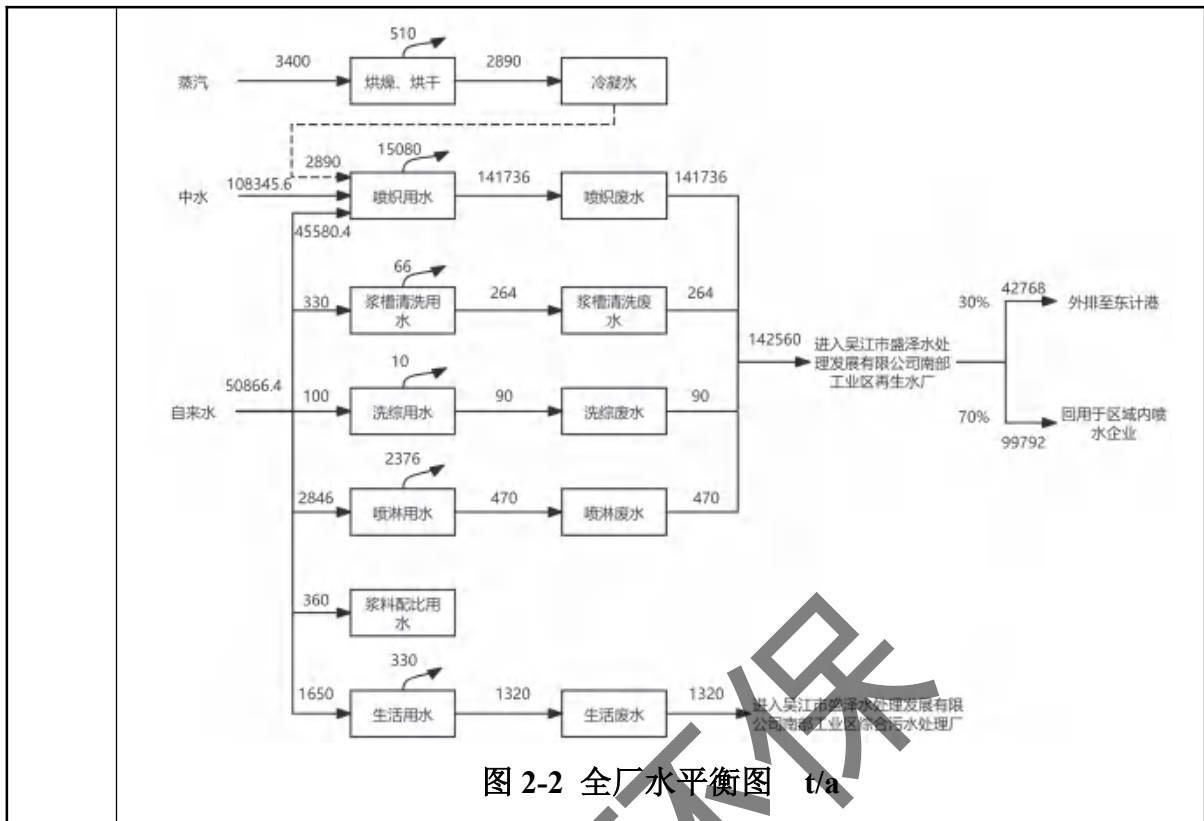 510
3400
2890
蒸汽
烘燥、烘干
冷凝水
2890
15080
108345.6
141736
141736
中水
喷织用水
喷织废水
45580.4
66
330
264
264
浆槽清洗用
水
浆槽清洗废
水
30%
42768
外排至东计港
142560
进入吴江市盛泽水处
理发展有限公司南部
工业区再生水厂
50866.4
10
自来水
100
90
90
洗综用水
洗综废水
70%
99792
回用于区域内喷
水企业
2376
2846
470
470
喷淋用水
喷淋废水
360
浆料配比用
水
330
1650
1320
1320
生活用水
生活废水
进入吴江市盛泽水处理发展有限
公司南部工业区综合污水处理厂
图 2-2 全厂水平衡图 t/a
环保